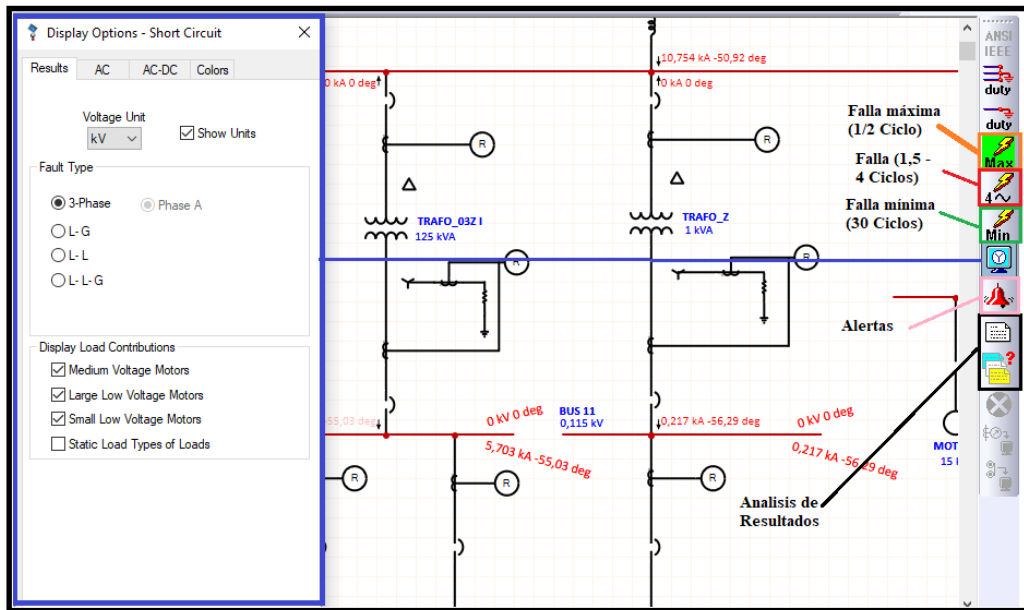 Display Options - Short Circuit
Results
AC
AC-DC
Colors
Voltage Unit
kV
Show Units
Fault Type
3-Phase
Phase A
L- G
L- L
L- L- G
Display Load Contributions
Medium Voltage Motors
Large Low Voltage Motors
Small Low Voltage Motors
Static Load Types of Loads
0 kA 0 deg
10,754 kA -50,92 deg
0 kA 0 deg
R
R
TRAFO_03Z I
125 kVA
TRAFO_Z
1 kVA
R
R
-55,03 deg
0 kV 0 deg
5,703 kA -55,03 deg
BUS 11
0,115 kV
0,217 kA -56,29 deg
0 kV 0 deg
0,217 kA -56,29 deg
R
R
R
MOT
15
Falla máxima
(1/2 Ciclo)
Falla (1,5 -
4 Ciclos)
Falla mínima
(30 Ciclos)
Alertas
Analisis de
Resultados
ANSI
IEEE
duty
duty
Max
4
Min